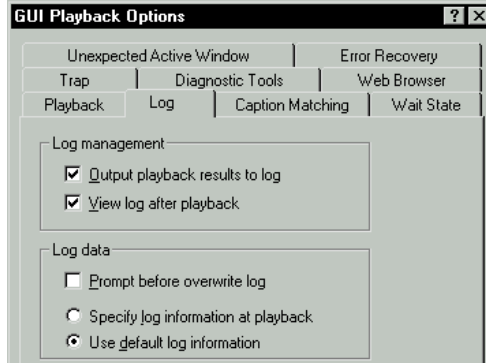 GUI Playback Options
Unexpected Active Window Error Recovery
Trap Diagnostic Tools Web Browser
Playback Log Caption Matching Wait State
Log management
Output playback results to log
View log after playback
Log data
Prompt before overwrite log
Specify log information at playback
Use default log information